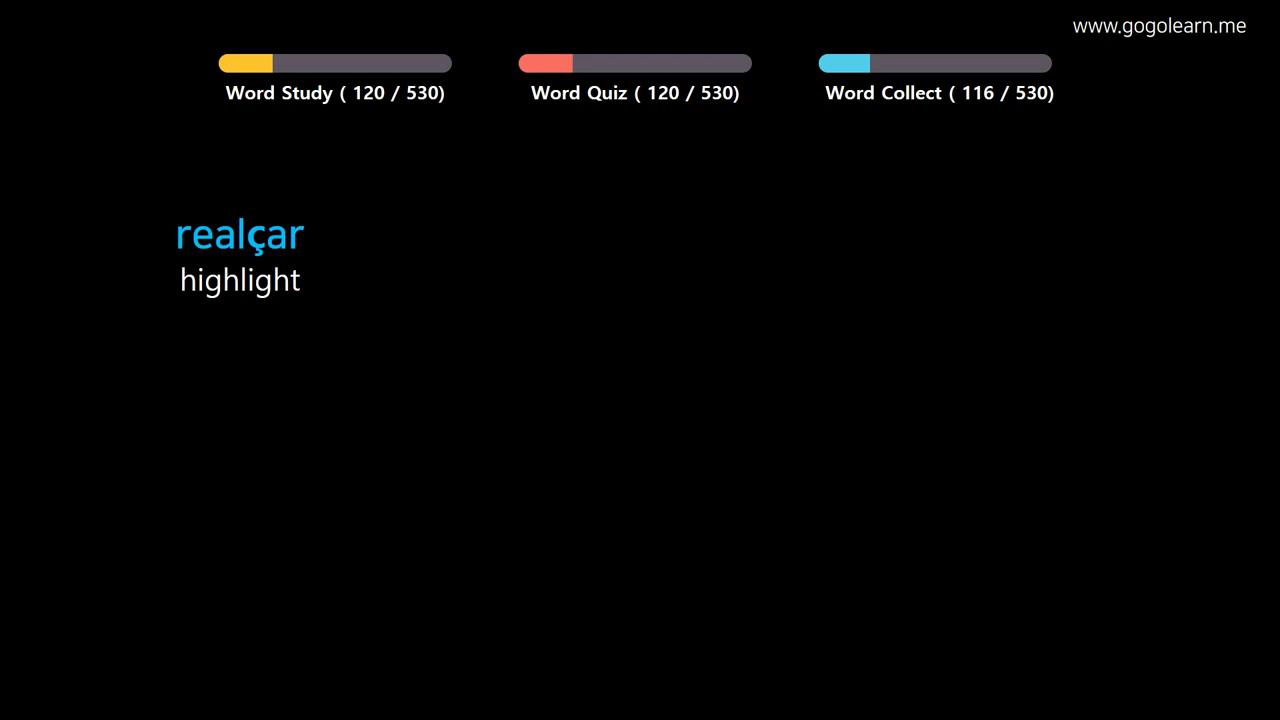 www.gogolearn.me
Word Study ( 120 / 530)
Word Quiz ( 120 / 530)
Word Collect ( 116 / 530)
realçar
highlight